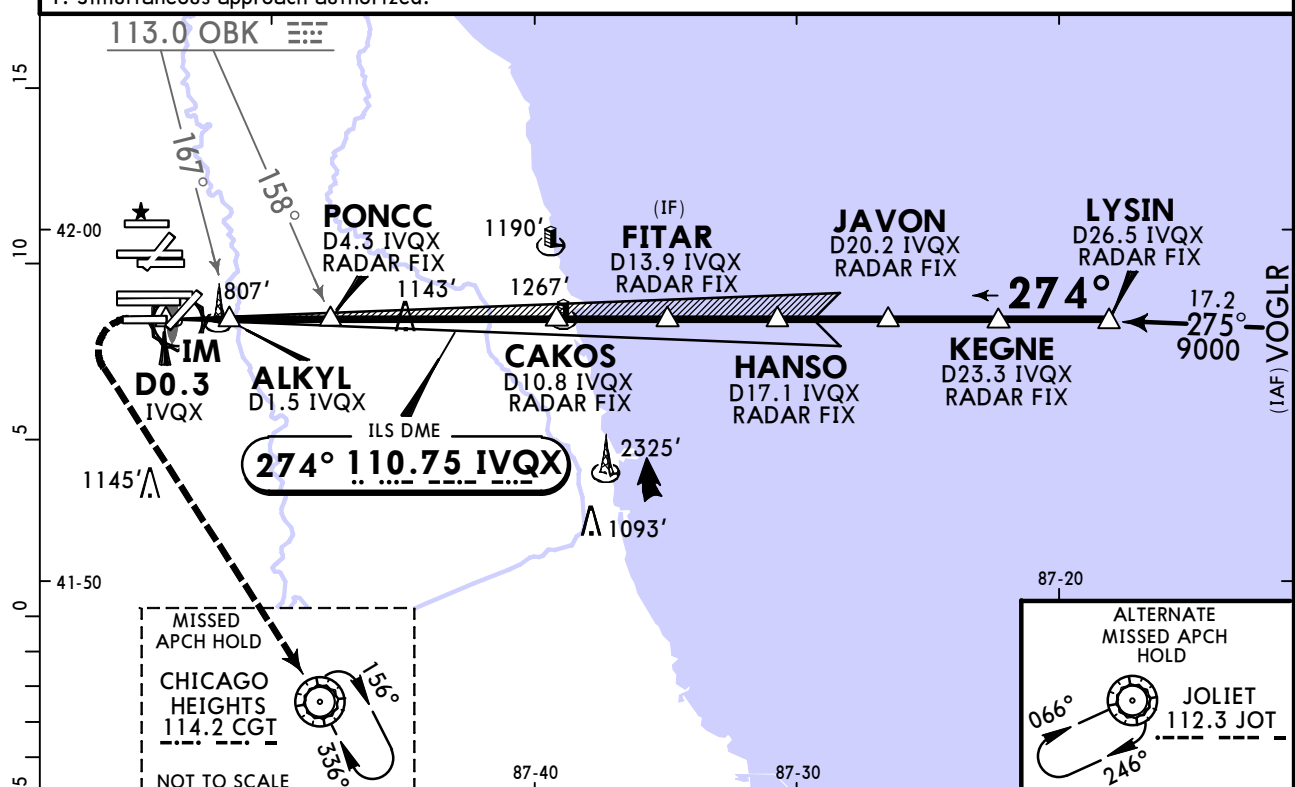 1. Simultaneous approach authorized.
113.0 OBK
15
167°
158°
PONCC
D4.3 IVQX
RADAR FIX
1190'
(IF)
FITAR
D13.9 IVQX
RADAR FIX
JAVON
D20.2 IVQX
RADAR FIX
LYSIN
D26.5 IVQX
RADAR FIX
42-00
10
807'
1143'
1267'
274°
17.2
275°
9000
(IAF) VOGLR
IM
D0.3
IVQX
ALKYL
D1.5 IVQX
CAKOS
D10.8 IVQX
RADAR FIX
HANSO
D17.1 IVQX
RADAR FIX
KEGNE
D23.3 IVQX
RADAR FIX
5
ILS DME
274° 110.75 IVQX
2325'
1145'
1093'
41-50
87-20
0
MISSED
APCH HOLD
CHICAGO
HEIGHTS
114.2 CGT
156°
336°
NOT TO SCALE
ALTERNATE
MISSED APCH
HOLD
JOLIET
112.3 JOT
066°
246°
5
87-40
87-30